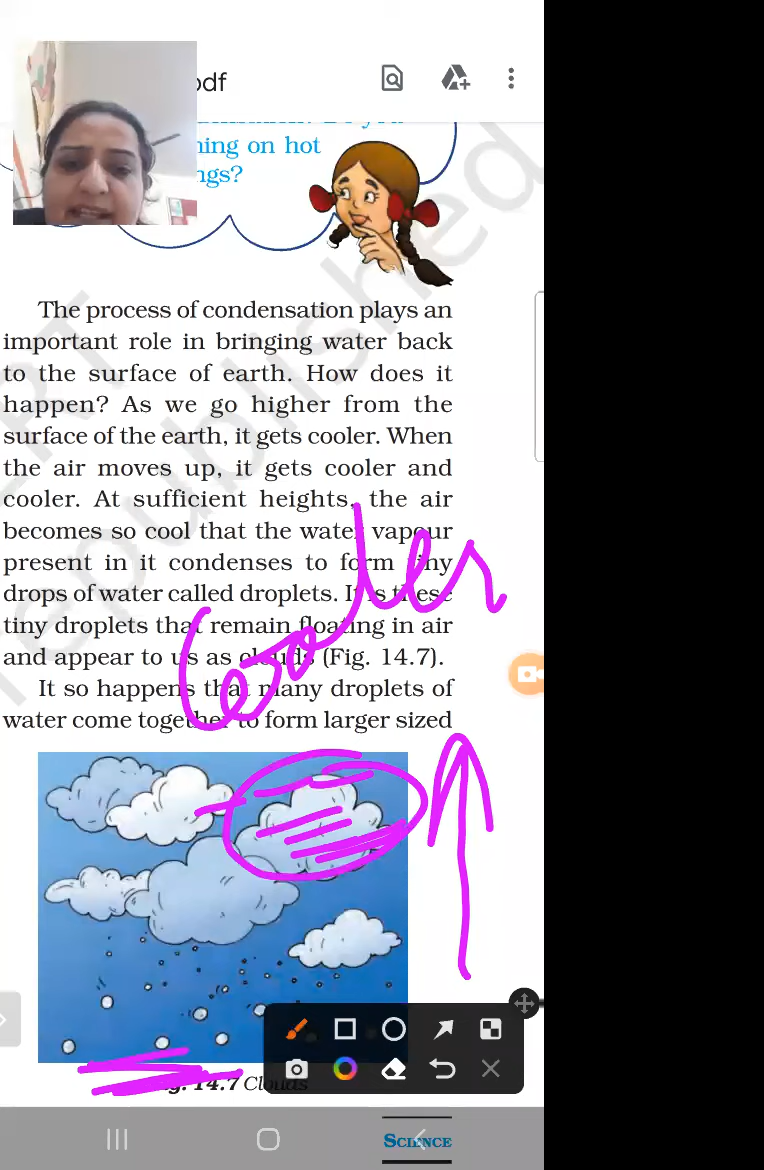 pdf
ning on hot
ngs?
The process of condensation plays an
important role in bringing water back
to the surface of earth. How does it
happen? As we go higher from the
surface of the earth, it gets cooler. When
the air moves up, it gets cooler and
cooler. At sufficient heights, the air
becomes so cool that the water vapour
present in it condenses to form tiny
drops of water called droplets. It is these
tiny droplets that remain floating in air
and appear to us as clouds (Fig. 14.7).
Cooler
It so happens that many droplets of
water come together to form larger sized
Fig. 14.7 Clouds
SCIENCE